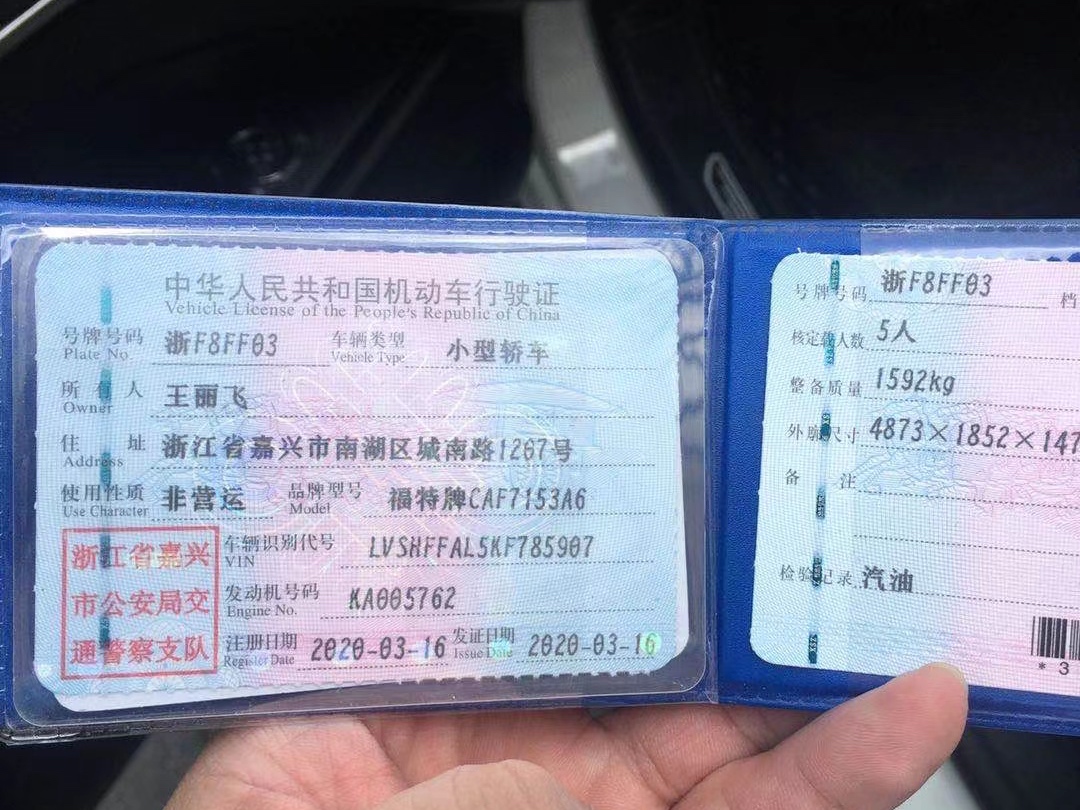 中华人民共和国机动车行驶证
Vehicle License of the People's Republic of China
号牌号码 浙F8FF03 车辆类型 小型轿车
Plate No. Vehicle Type
所有人 王丽飞
Owner
住址 浙江省嘉兴市南湖区城南路1207号
Address
使用性质 非营运 品牌型号 福特牌CAF7153A6
Use Character Model
浙江省嘉兴
市公安局交
通警察支队
车辆识别代号 LVSHFFAL5KF785907
VIN
发动机号码 KA005762
Engine No.
注册日期 2020-03-16 发证日期 2020-03-16
Register Date Issue Date
号牌号码 浙F8FF03 档
核定载人数 5人
整备质量 1592kg
外廓尺寸 4873×1852×147
备注
检验记录 汽油
*3